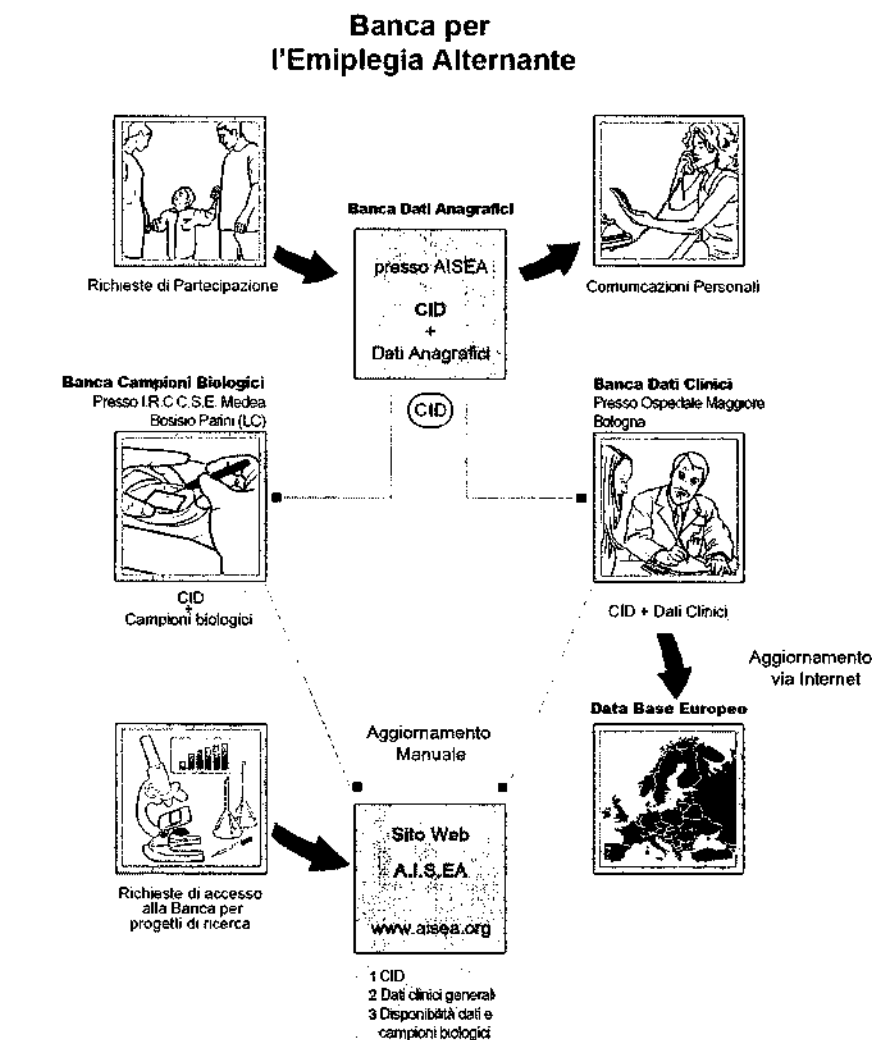 Banca per
l'Emiplegia Alternante
Banca Dati Anagrafici
presso AISEA
CID
+
Dati Anagrafici
Richieste di Partecipazione
Comunicazioni Personali
CID
Banca Campioni Biologici
Presso I.R.C.C.S.E. Medea
Bosisio Parini (LC)
Banca Dati Clinici
Presso Ospedale Maggiore
Bologna
CID
+
Campioni biologici
CID + Dati Clinici
Aggiornamento
via Internet
Data Base Europeo
Aggiornamento
Manuale
Sito Web
A.I.S.EA
www.aisea.org
Richieste di accesso
alla Banca per
progetti di ricerca
1 CID
2 Dati clinici generali
3 Disponibilità dati e
campioni biologici